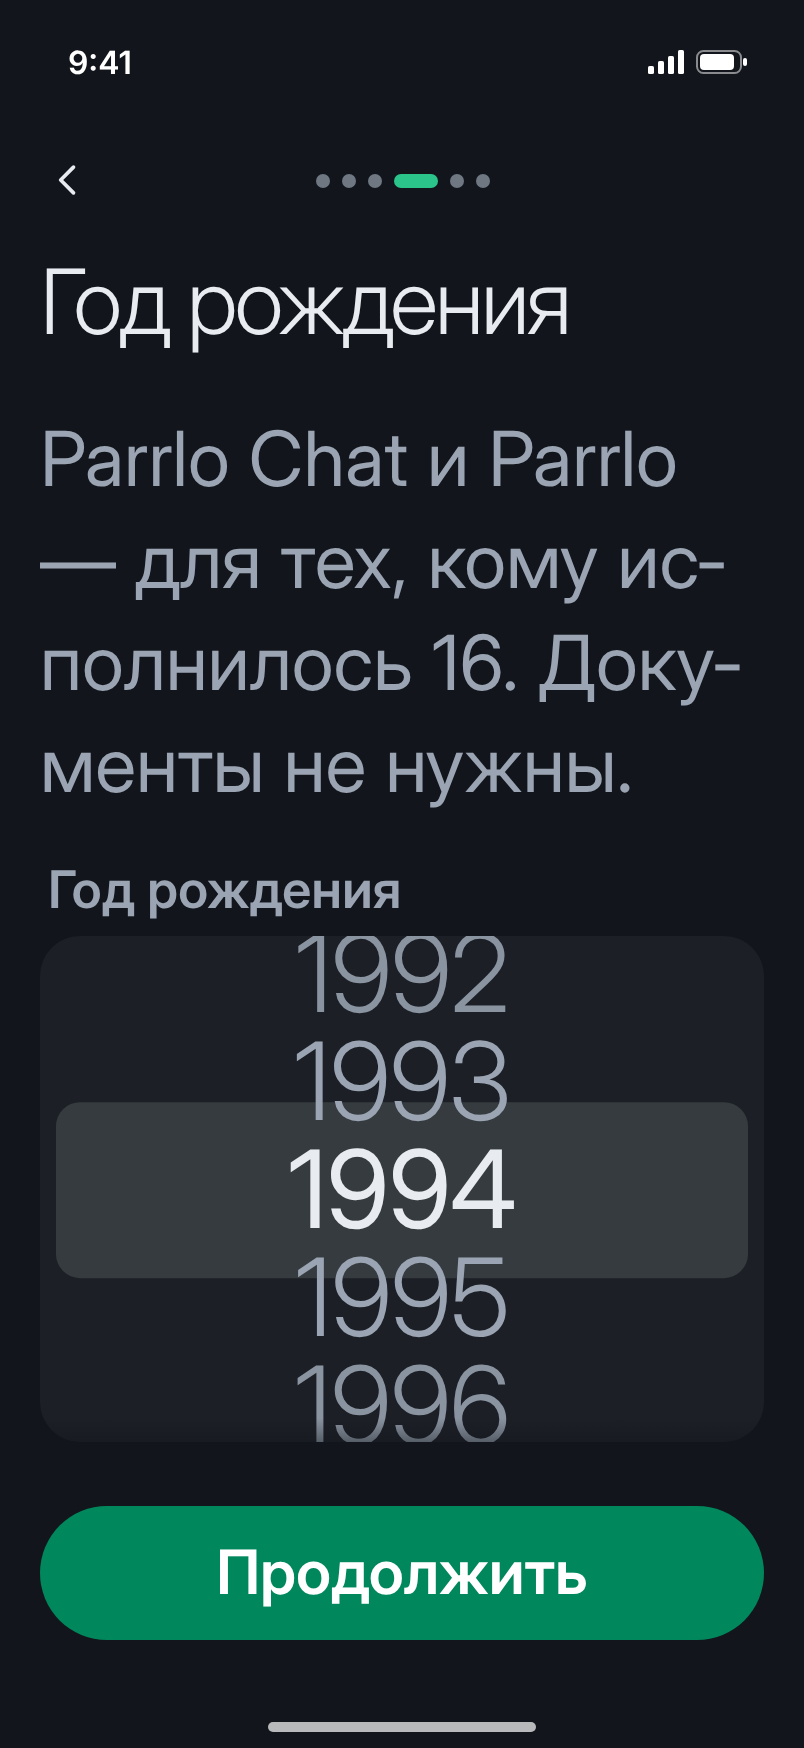 9:41
Год рождения
Parrlo Chat и Parrlo
— для тех, кому ис-
полнилось 16. Доку-
менты не нужны.
Год рождения
1992
1993
1994
1995
1996
Продолжить